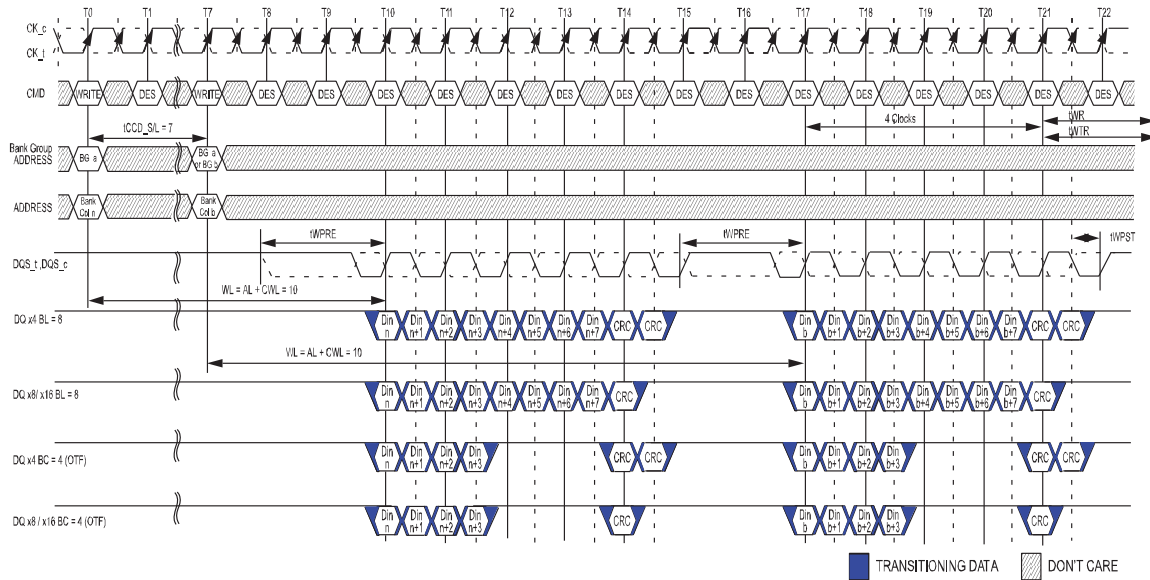 T0 T1 T7 T8 T9 T10 T11 T12 T13 T14 T15 T16 T17 T18 T19 T20 T21 T22
CK_c
CK_t
CMD WRITE DES WRITE DES DES DES DES DES DES DES DES DES DES DES DES DES DES DES
tCCD_S/L = 7
4 Clocks
tWR
tWTR
Bank Group
ADDRESS
BG a
BG a
or BG b
ADDRESS
Bank
Col n
Bank
Col b
tWPRE
tWPRE
tWPST
DQS_t ,DQS_c
WL = AL + CWL = 10
DQ x4 BL = 8
Din n Din n+1 Din n+2 Din n+3 Din n+4 Din n+5 Din n+6 Din n+7 CRC CRC Din b Din b+1 Din b+2 Din b+3 Din b+4 Din b+5 Din b+6 Din b+7 CRC CRC
WL = AL + CWL = 10
DQ x8/ x16 BL = 8
Din n Din n+1 Din n+2 Din n+3 Din n+4 Din n+5 Din n+6 Din n+7 CRC Din b Din b+1 Din b+2 Din b+3 Din b+4 Din b+5 Din b+6 Din b+7 CRC
DQ x4 BC = 4 (OTF)
Din n Din n+1 Din n+2 Din n+3 CRC CRC Din b Din b+1 Din b+2 Din b+3 CRC CRC
DQ x8 / x16 BC = 4 (OTF)
Din n Din n+1 Din n+2 Din n+3 CRC Din b Din b+1 Din b+2 Din b+3 CRC
TRANSITIONING DATA
DON'T CARE